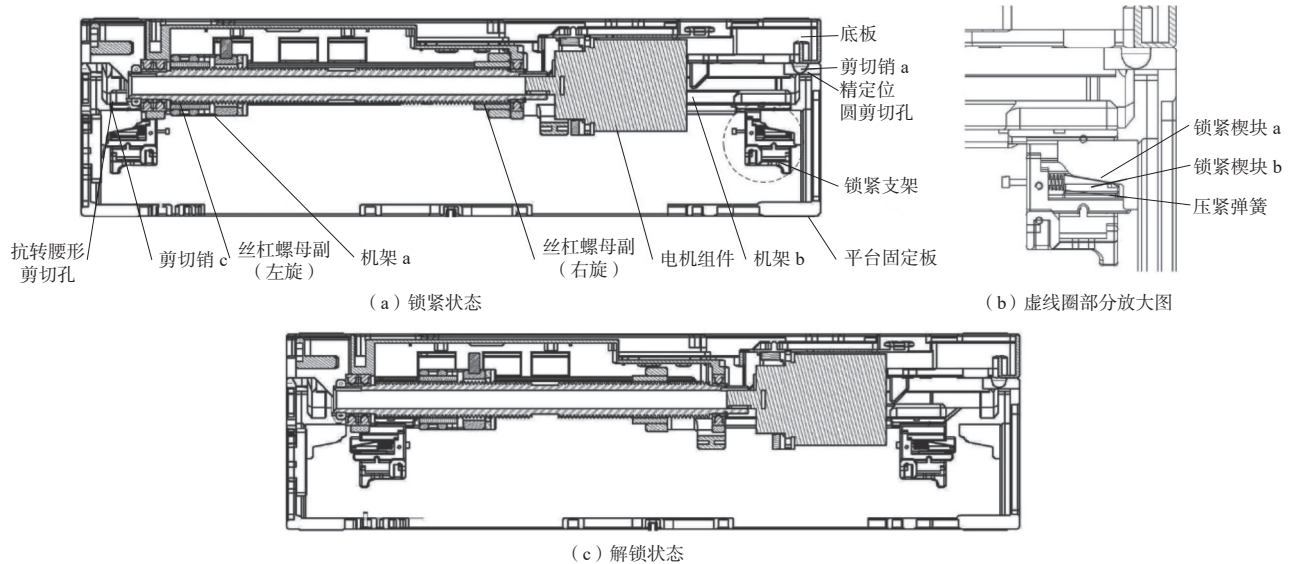 底板
剪切销 a
精定位
圆剪切孔
锁紧支架
抗转腰形
剪切孔
剪切销 c
丝杠螺母副
（左旋）
机架 a
丝杠螺母副
（右旋）
电机组件
机架 b
平台固定板
（a）锁紧状态
锁紧楔块 a
锁紧楔块 b
压紧弹簧
（b）虚线圈部分放大图
（c）解锁状态